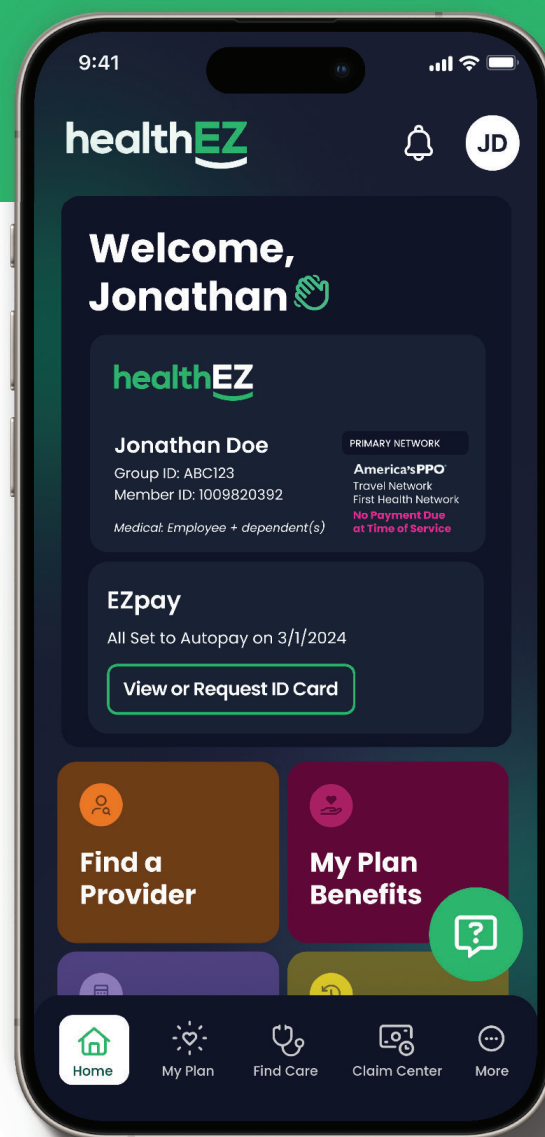 9:41
healthEZ
JD
Welcome,
Jonathan
healthEZ
Jonathan Doe
Group ID: ABC123
Member ID: 1009820392
Medical: Employee + dependent(s)
PRIMARY NETWORK
America'sPPO
Travel Network
First Health Network
No Payment Due
at Time of Service
EZpay
All Set to Autopay on 3/1/2024
View or Request ID Card
Find a
Provider
My Plan
Benefits
?
Home
My Plan
Find Care
Claim Center
More